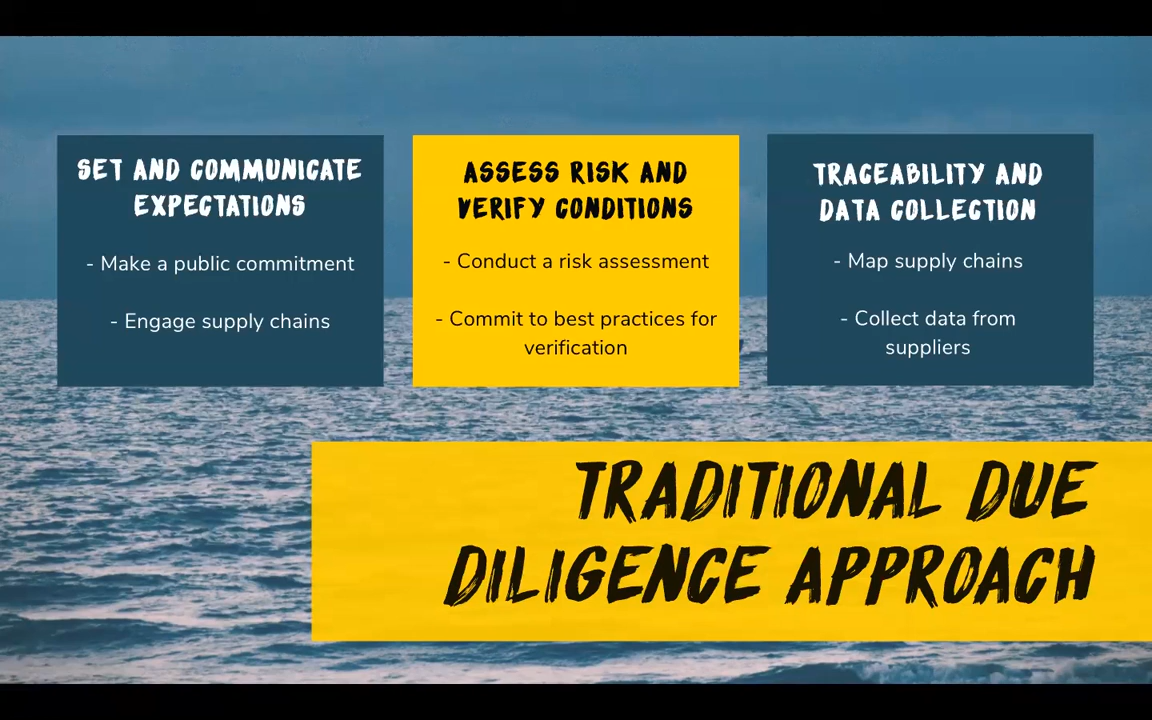 SET AND COMMUNICATE
EXPECTATIONS
- Make a public commitment
- Engage supply chains
ASSESS RISK AND
VERIFY CONDITIONS
- Conduct a risk assessment
- Commit to best practices for
verification
TRACEABILITY AND
DATA COLLECTION
- Map supply chains
- Collect data from
suppliers
TRADITIONAL DUE
DILIGENCE APPROACH